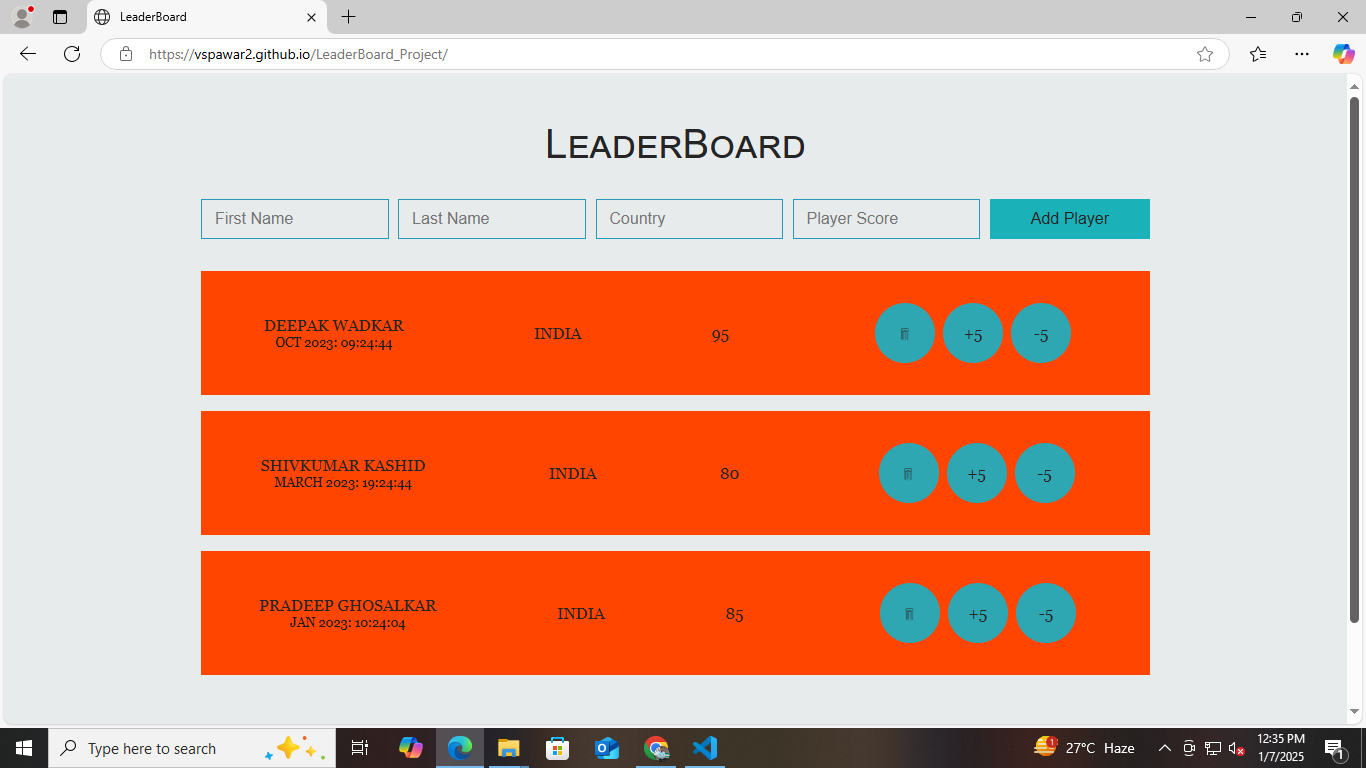 LeaderBoard
https://vspawar2.github.io/LeaderBoard_Project/
LeaderBoard
First Name
Last Name
Country
Player Score
Add Player
DEEPAK WADKAR
OCT 2023: 09:24:44
INDIA
95
+5
-5
SHIVKUMAR KASHID
MARCH 2023: 19:24:44
INDIA
80
+5
-5
PRADEEP GHOSALKAR
JAN 2023: 10:24:04
INDIA
85
+5
-5
Type here to search
1
27°C Haze
12:35 PM
1/7/2025
1